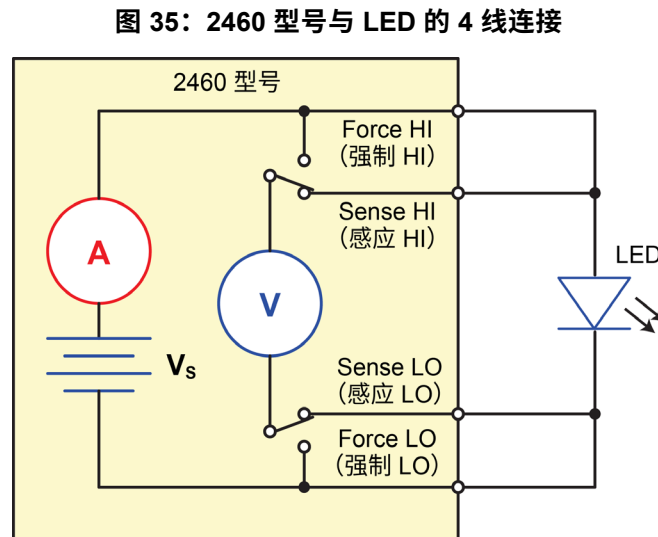 图 35：2460 型号与 LED 的 4 线连接
2460 型号
Force HI
（强制 HI）
Sense HI
（感应 HI）
A
V
LED
Vs
Sense LO
（感应 LO）
Force LO
（强制 LO）